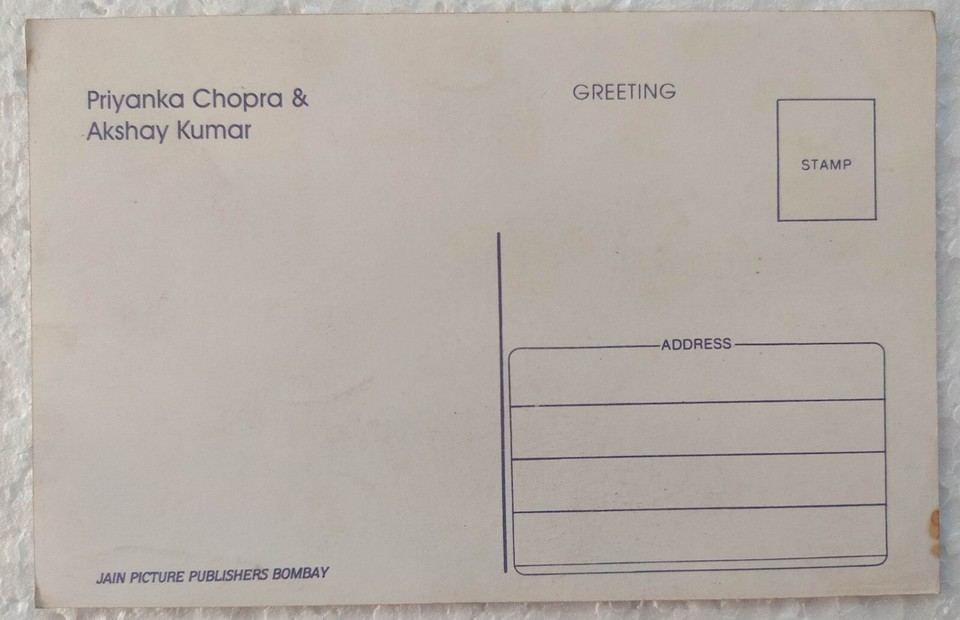 Priyanka Chopra &
Akshay Kumar
GREETING
STAMP
ADDRESS
JAIN PICTURE PUBLISHERS BOMBAY